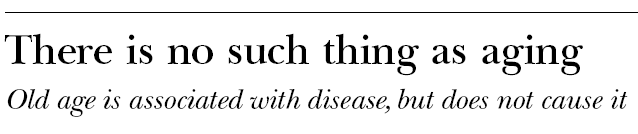 There is no such thing as aging
Old age is associated with disease, but does not cause it